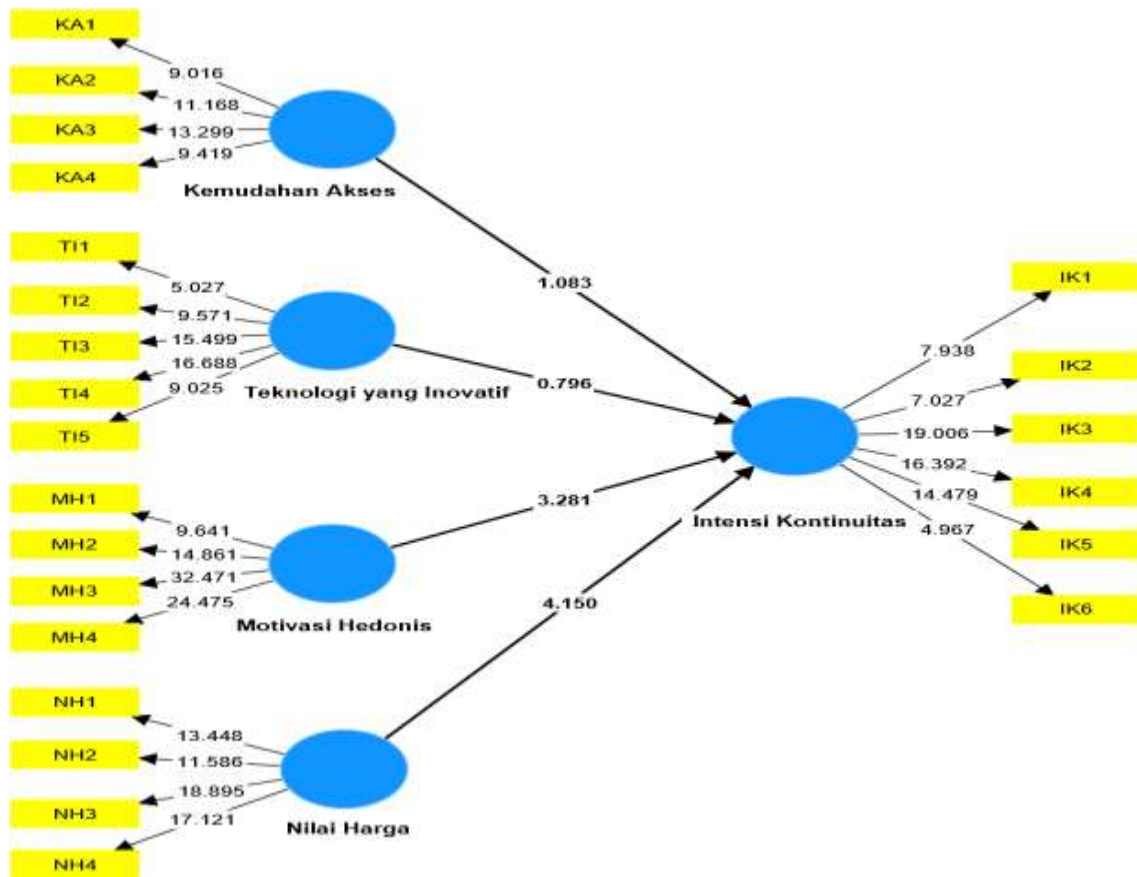 KA1
9.016
KA2
11.168
KA3
13.299
9.419
KA4
Kemudahan Akses
TI1
5.027
TI2
9.571
TI3
15.499
16.688
TI4
9.025
TI5
Teknologi yang Inovatif
MH1
9.641
MH2
14.861
MH3
32.471
24.475
MH4
Motivasi Hedonis
NH1
13.448
NH2
11.586
NH3
18.895
17.121
NH4
Nilai Harga
1.083
0.796
3.281
4.150
Intensi Kontinuitas
IK1
7.938
IK2
7.027
IK3
19.006
16.392
IK4
14.479
IK5
4.967
IK6